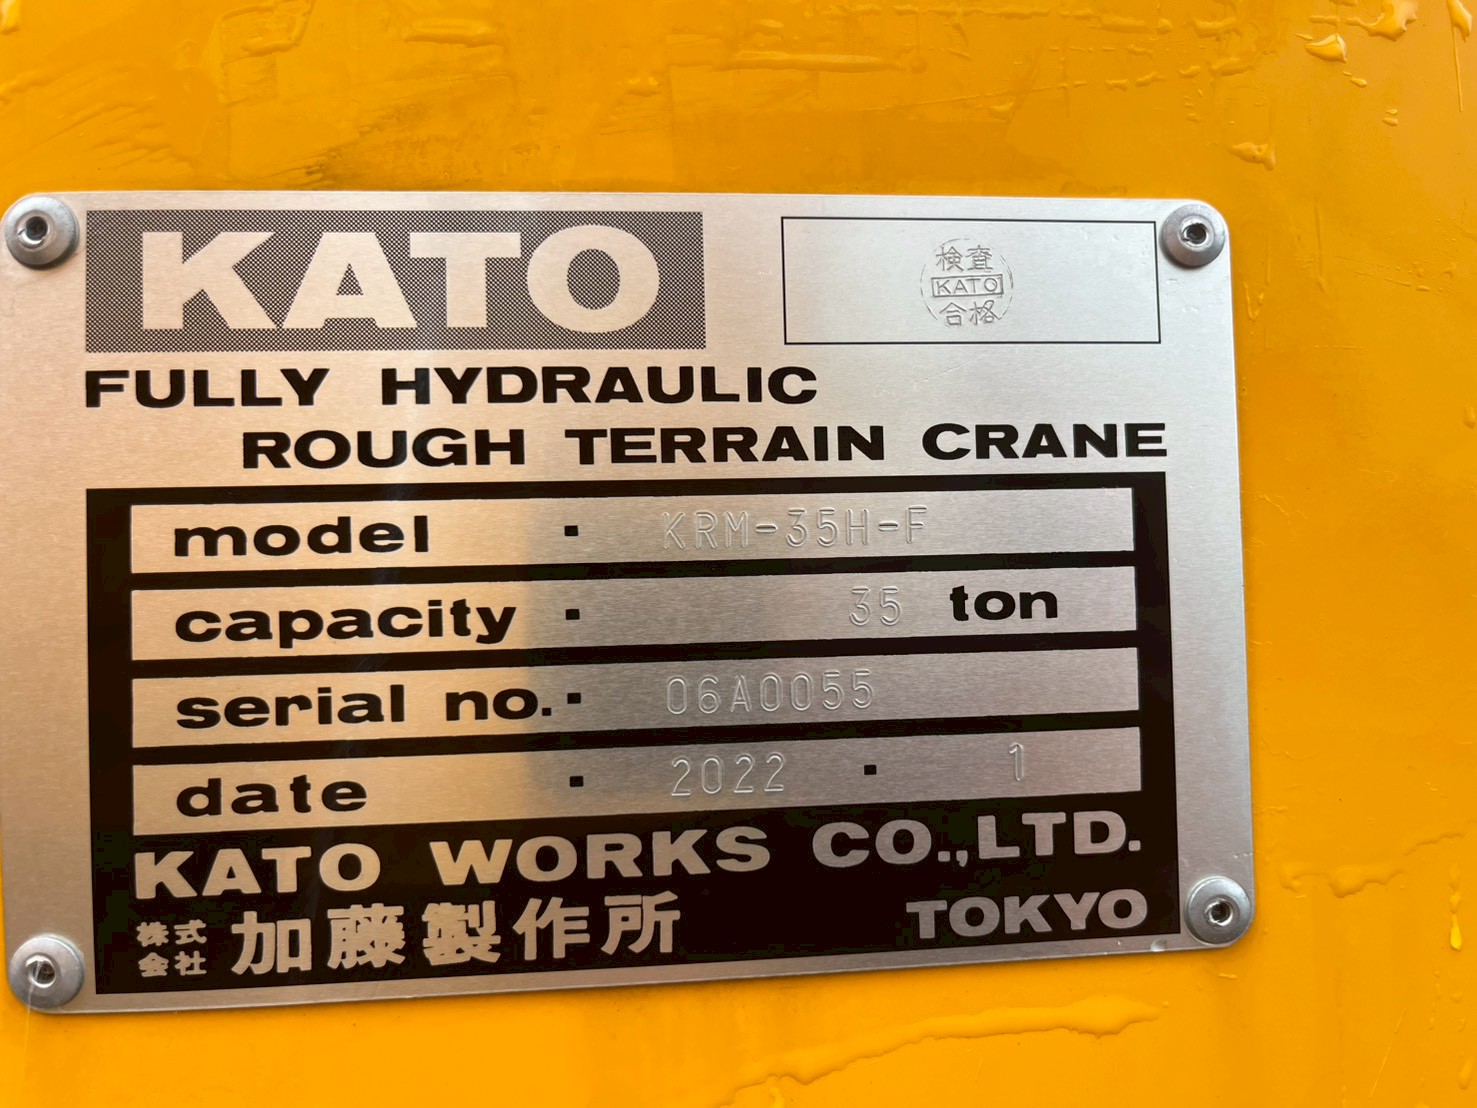 KATO
検査
KATO
合格
FULLY HYDRAULIC
ROUGH TERRAIN CRANE
model · KRM-35H-F
capacity · 35 ton
serial no. · 06A0055
date · 2022 · 1
KATO WORKS CO.,LTD.
株式会社 加藤製作所 TOKYO